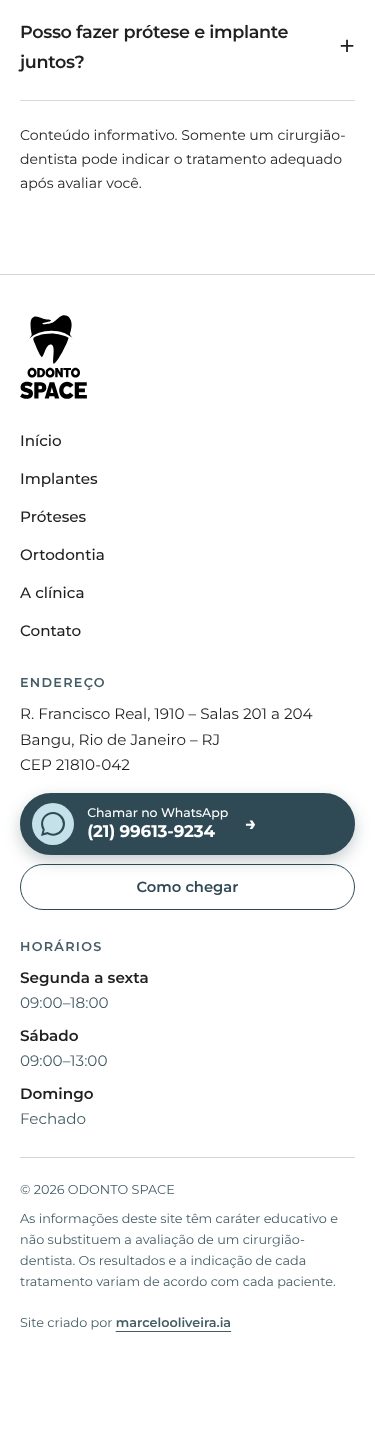 Posso fazer prótese e implante
juntos?
+
Conteúdo informativo. Somente um cirurgião-
dentista pode indicar o tratamento adequado
após avaliar você.
ODONTO
SPACE
Início
Implantes
Próteses
Ortodontia
A clínica
Contato
ENDEREÇO
R. Francisco Real, 1910 – Salas 201 a 204
Bangu, Rio de Janeiro – RJ
CEP 21810-042
Chamar no WhatsApp
(21) 99613-9234 →
Como chegar
HORÁRIOS
Segunda a sexta
09:00–18:00
Sábado
09:00–13:00
Domingo
Fechado
© 2026 ODONTO SPACE
As informações deste site têm caráter educativo e
não substituem a avaliação de um cirurgião-
dentista. Os resultados e a indicação de cada
tratamento variam de acordo com cada paciente.
Site criado por marcelooliveira.ia